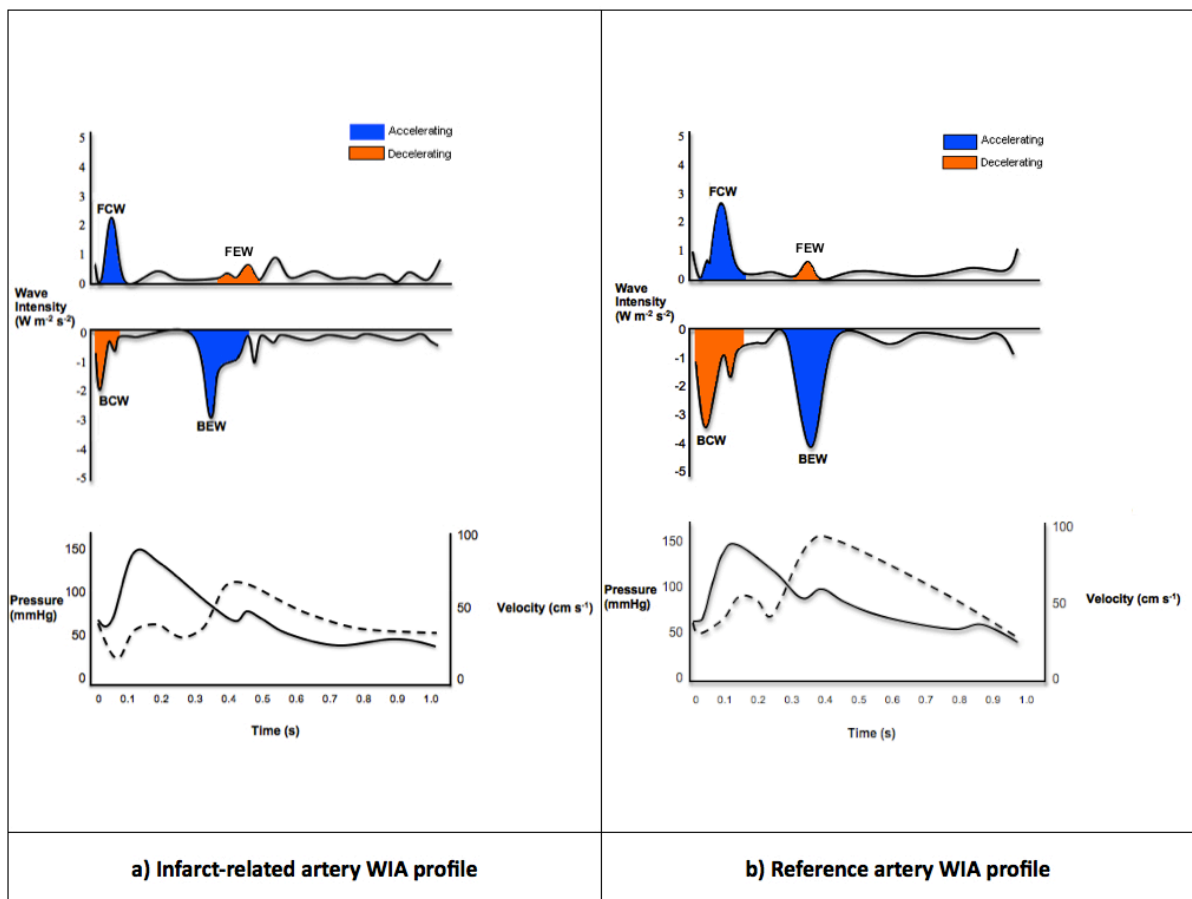 Accelerating
Decelerating
5
4
3
2
1
0
FCW
FEW
Wave
Intensity
(W m⁻² s⁻²)
0
-1
-2
-3
-4
-5
BCW
BEW
150
100
50
0
Pressure
(mmHg)
100
50
0
Velocity (cm s⁻¹)
0 0.1 0.2 0.3 0.4 0.5 0.6 0.7 0.8 0.9 1.0
Time (s)
a) Infarct-related artery WIA profile
Accelerating
Decelerating
5
4
3
2
1
0
FCW
FEW
Wave
Intensity
(W m⁻² s⁻²)
0
-1
-2
-3
-4
-5
BCW
BEW
150
100
50
0
Pressure
(mmHg)
100
50
0
Velocity (cm s⁻¹)
0 0.1 0.2 0.3 0.4 0.5 0.6 0.7 0.8 0.9 1.0
Time (s)
b) Reference artery WIA profile